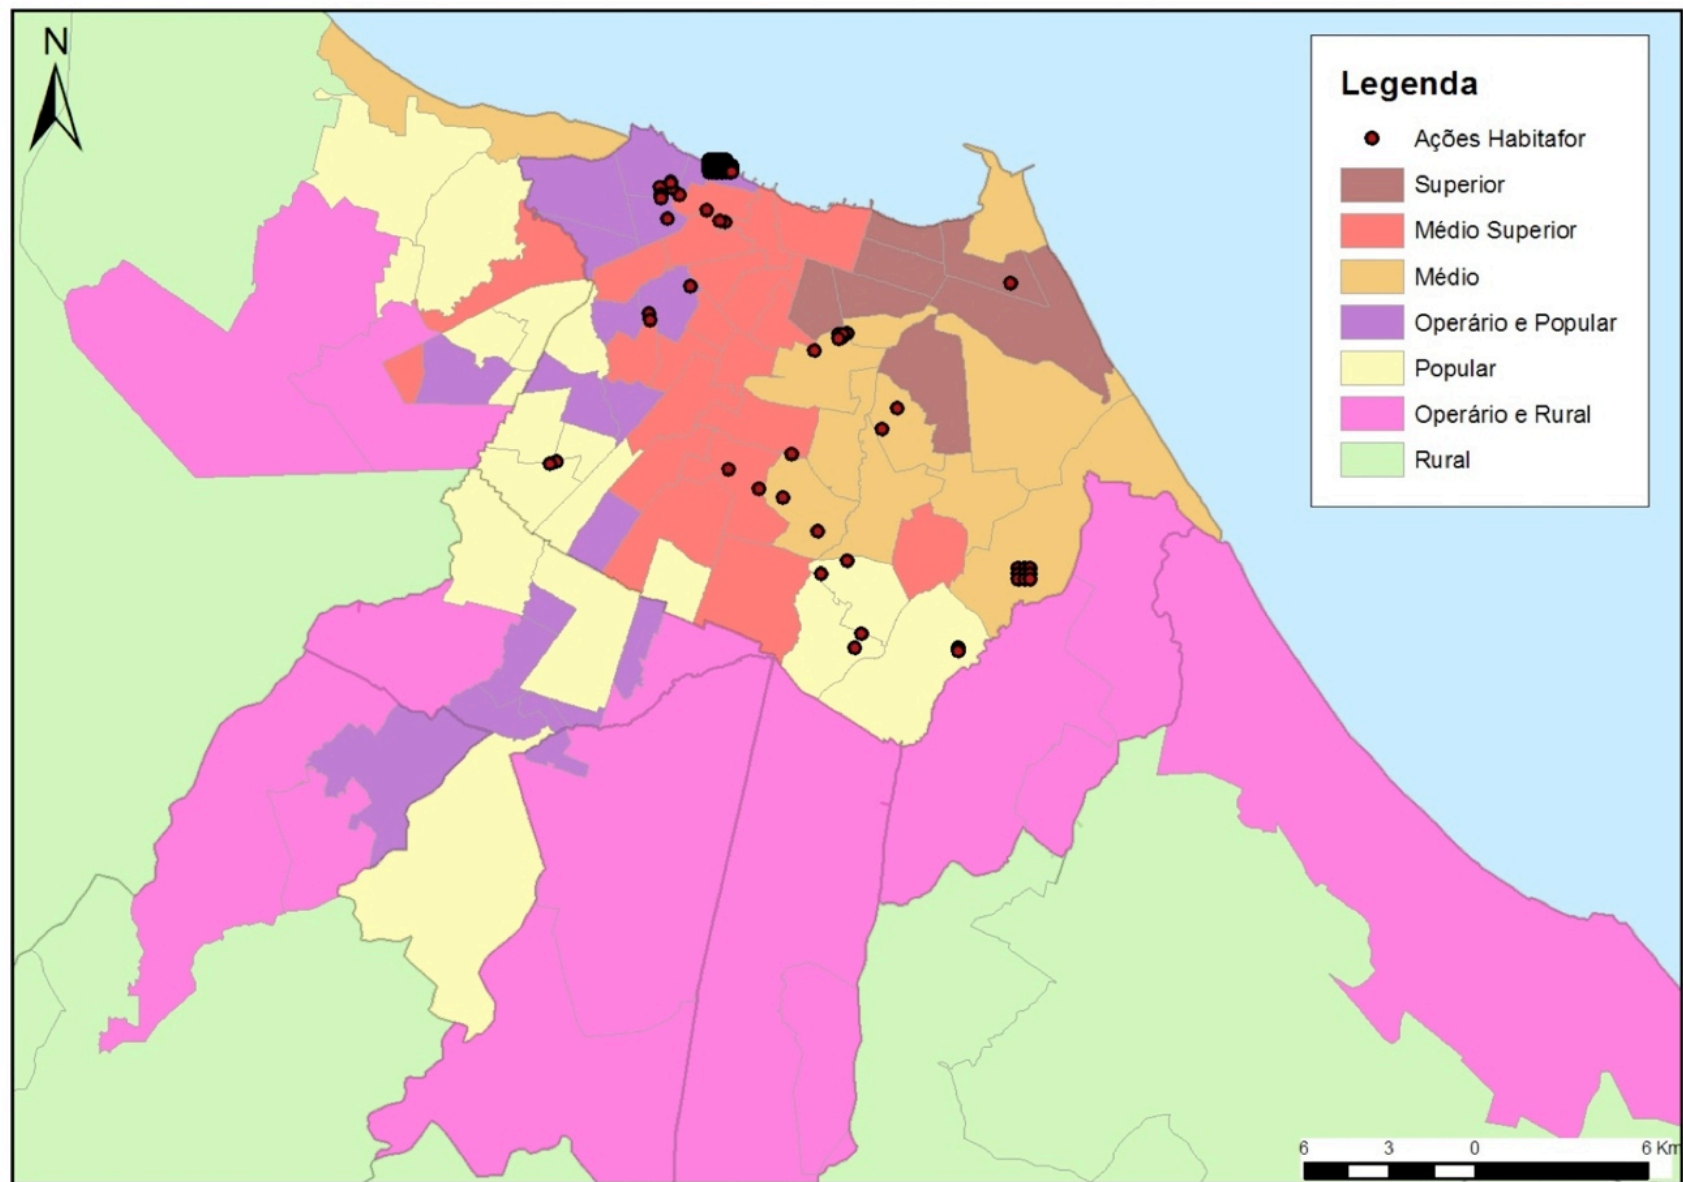 N
Legenda
Ações Habitafor
Superior
Médio Superior
Médio
Operário e Popular
Popular
Operário e Rural
Rural
6 3 0 6 Km